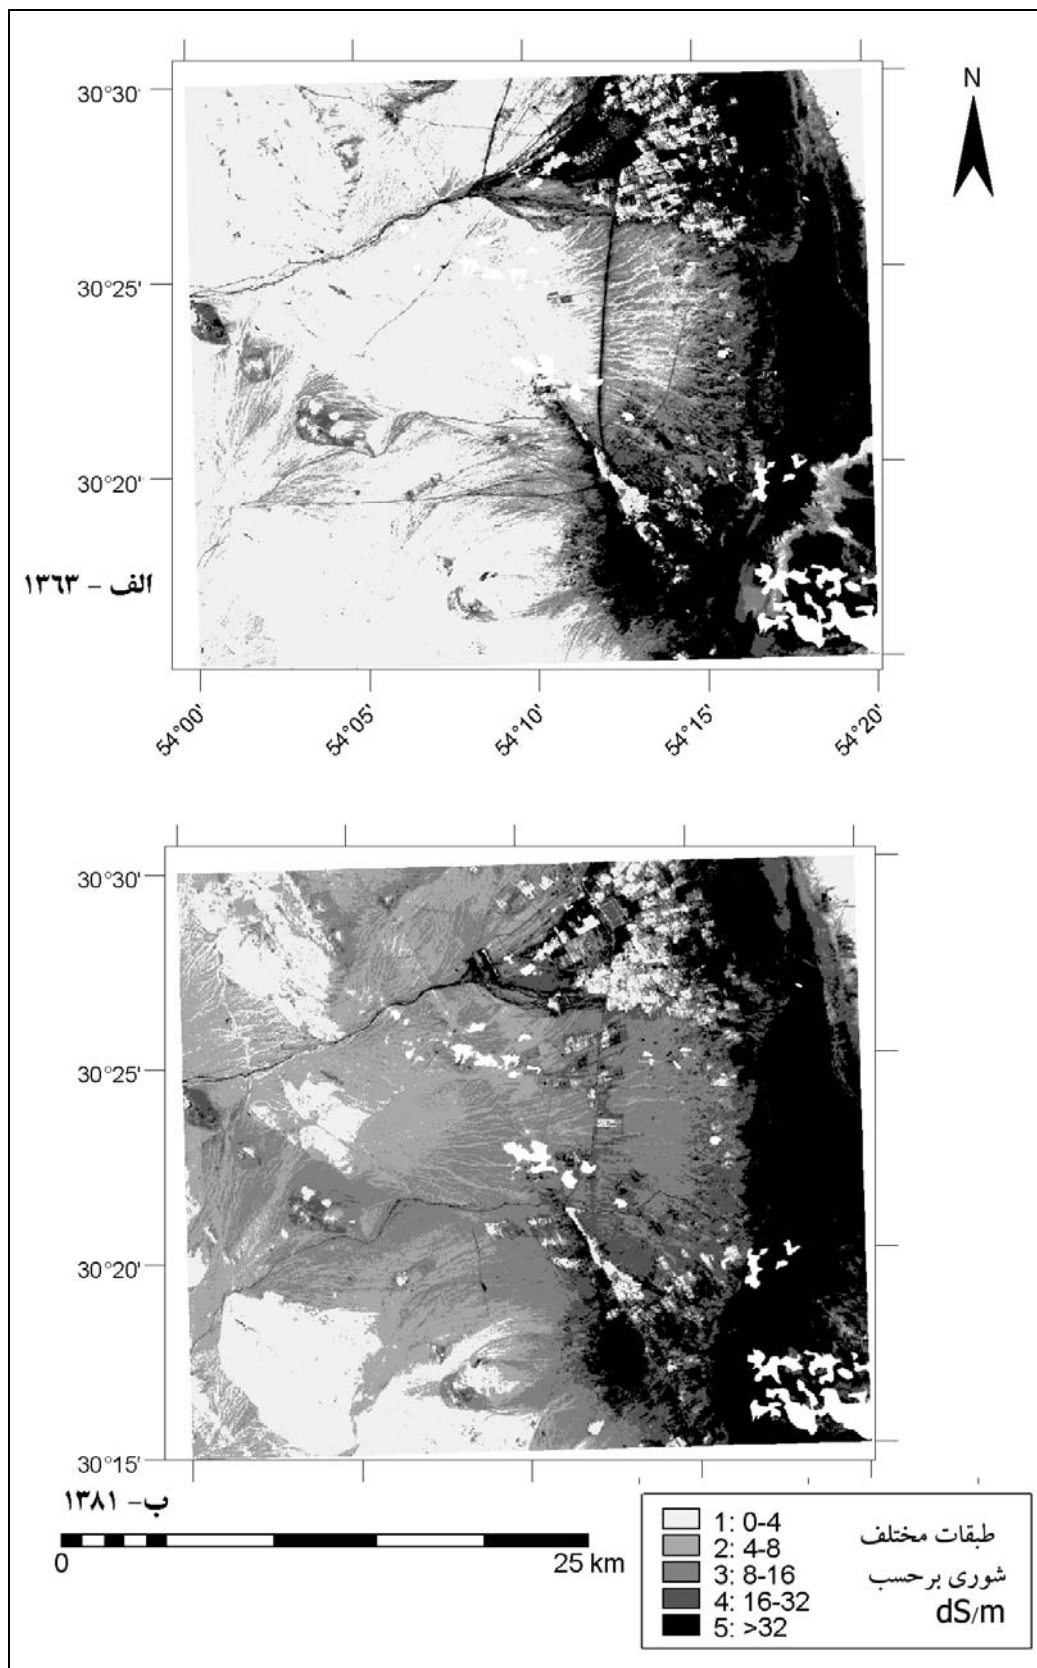 N
30°30'
30°25'
30°20'
الف - ۱۳٦۳
54°00'
54°05'
54°10'
54°15'
54°20'
30°30'
30°25'
30°20'
30°15'
ب- ۱۳۸۱
0
25 km
1: 0-4
2: 4-8
3: 8-16
4: 16-32
5: >32
طبقات مختلف
شوری برحسب
dS/m